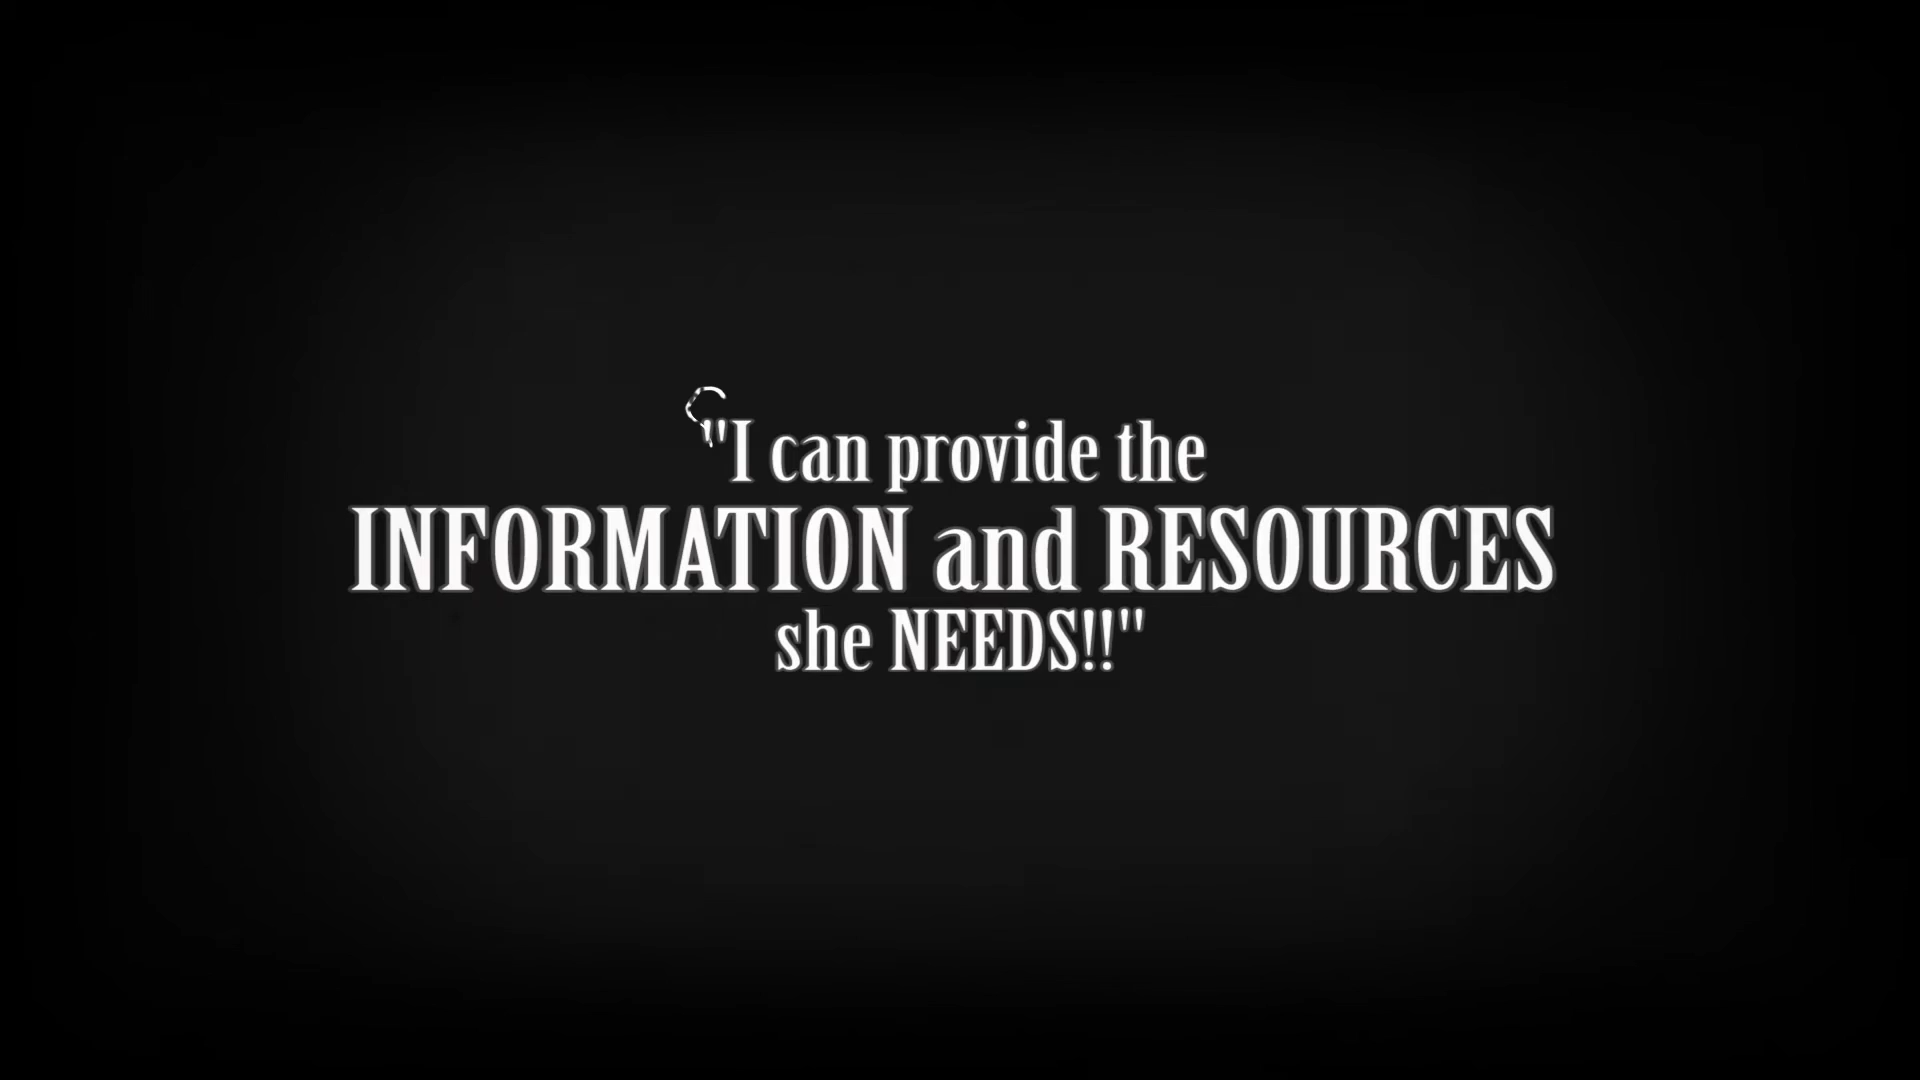 "I can provide the
INFORMATION and RESOURCES
she NEEDS!!"